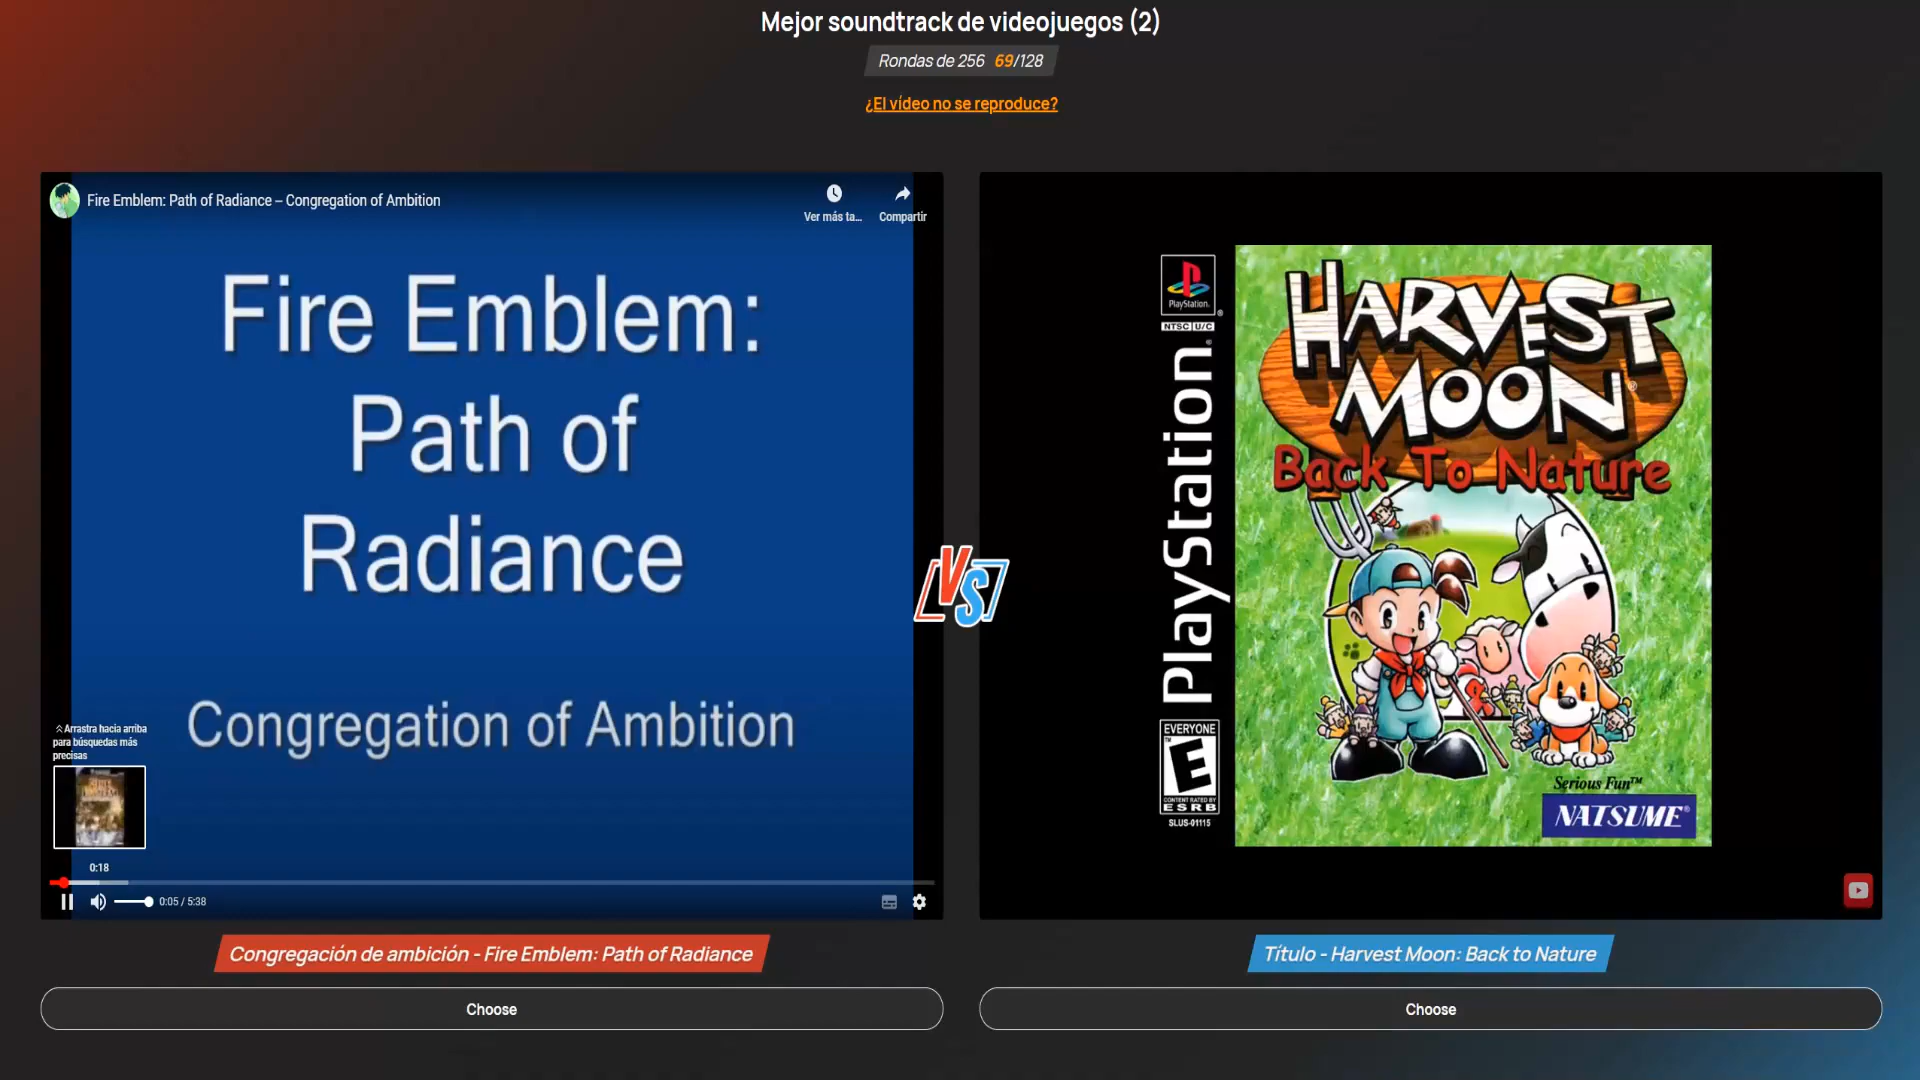 Mejor soundtrack de videojuegos (2)
Rondas de 256 69/128
¿El vídeo no se reproduce?
Fire Emblem: Path of Radiance – Congregation of Ambition
Ver más ta...
Compartir
Fire Emblem:
Path of
Radiance
Congregation of Ambition
Arrastra hacia arriba
para búsquedas más
precisas
0:18
0:05 / 5:38
VS
PlayStation
NTSC U/C
PlayStation
EVERYONE
E
CONTENT RATED BY
ESRB
SLUS-01115
HARVEST
MOON
Back To Nature
Serious Fun™
NATSUME®
Congregación de ambición - Fire Emblem: Path of Radiance
Título - Harvest Moon: Back to Nature
Choose
Choose